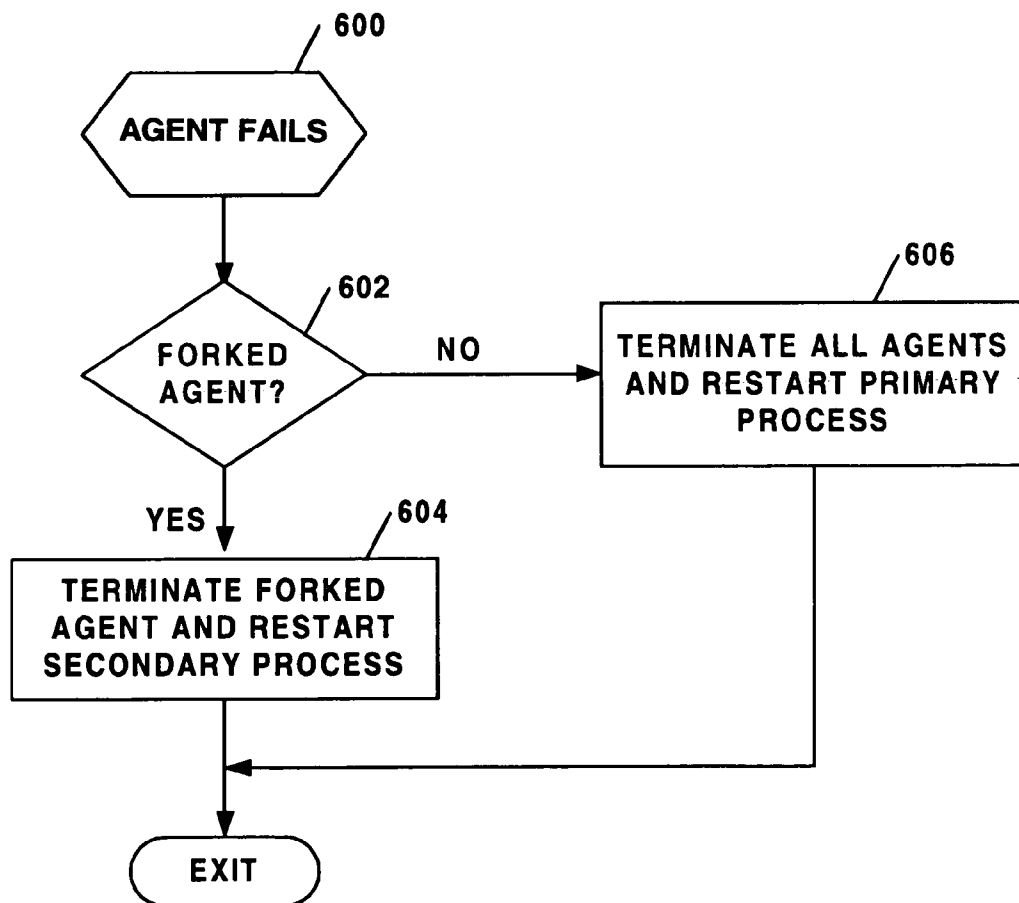 600
AGENT FAILS
602
FORKED
AGENT?
NO
606
TERMINATE ALL AGENTS
AND RESTART PRIMARY
PROCESS
YES
604
TERMINATE FORKED
AGENT AND RESTART
SECONDARY PROCESS
EXIT